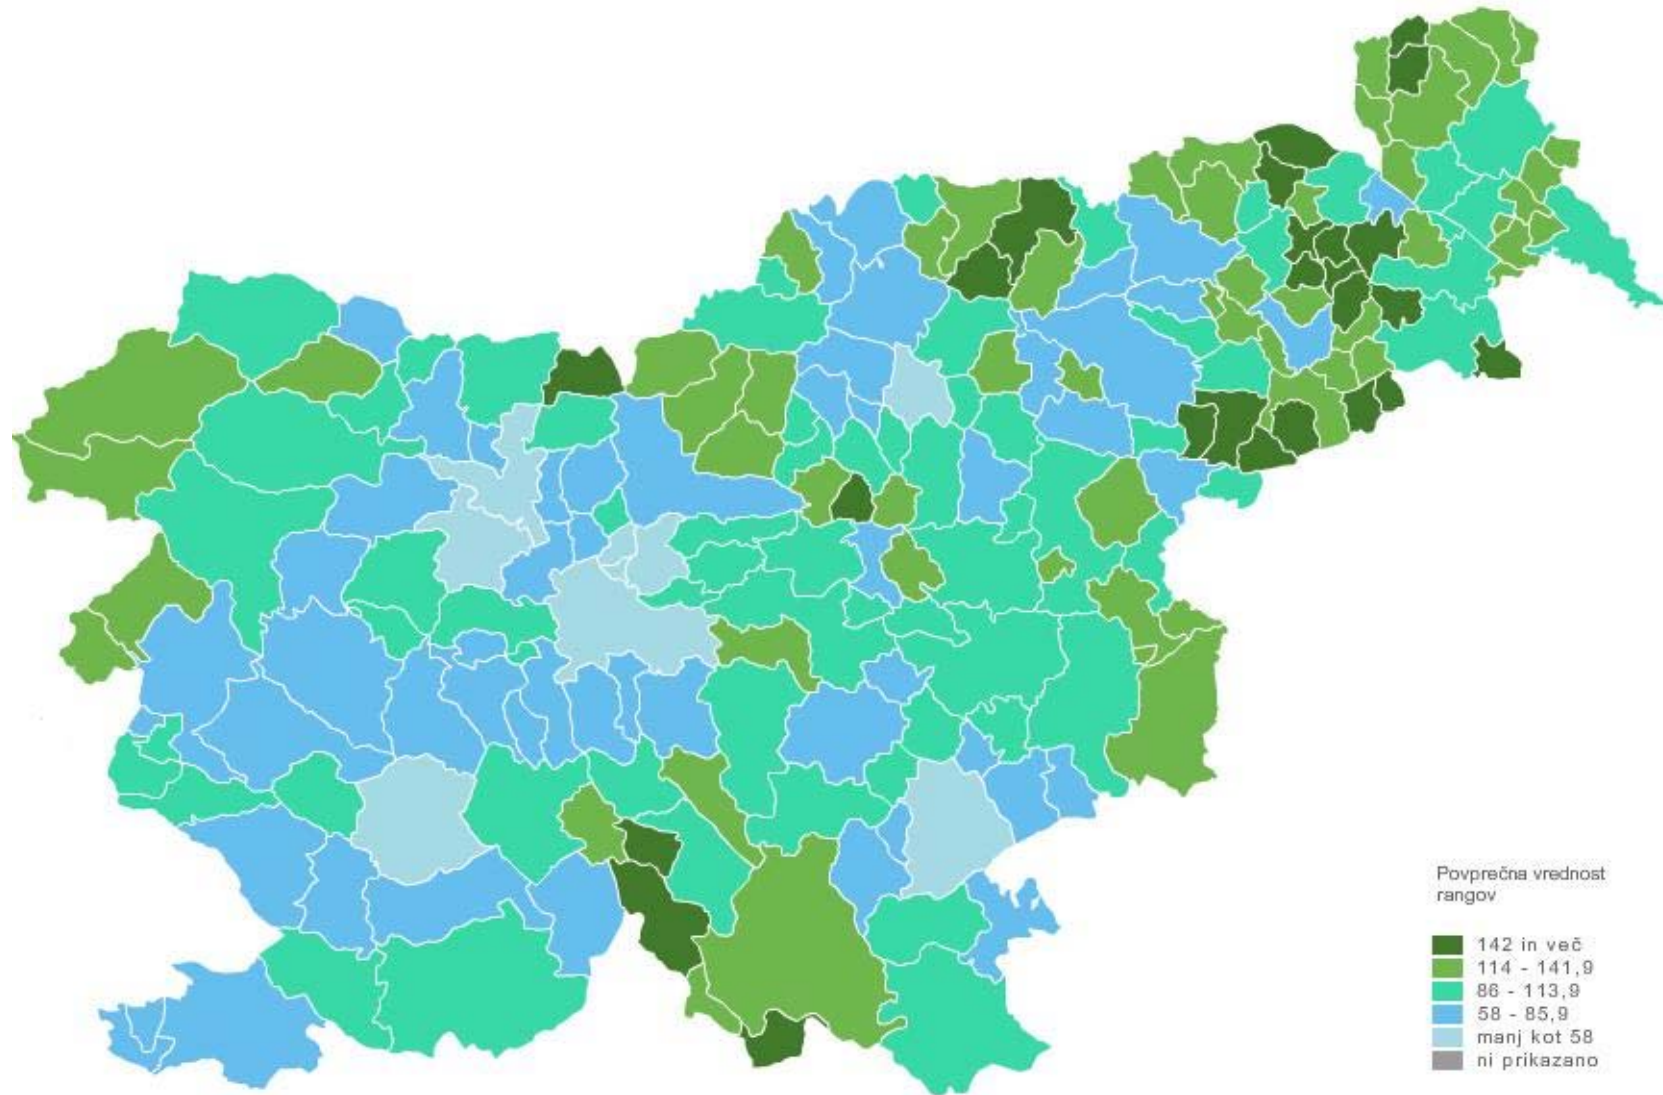 Povprečna vrednost
rangov
142 in več
114 - 141,9
86 - 113,9
58 - 85,9
manj kot 58
ni prikazano